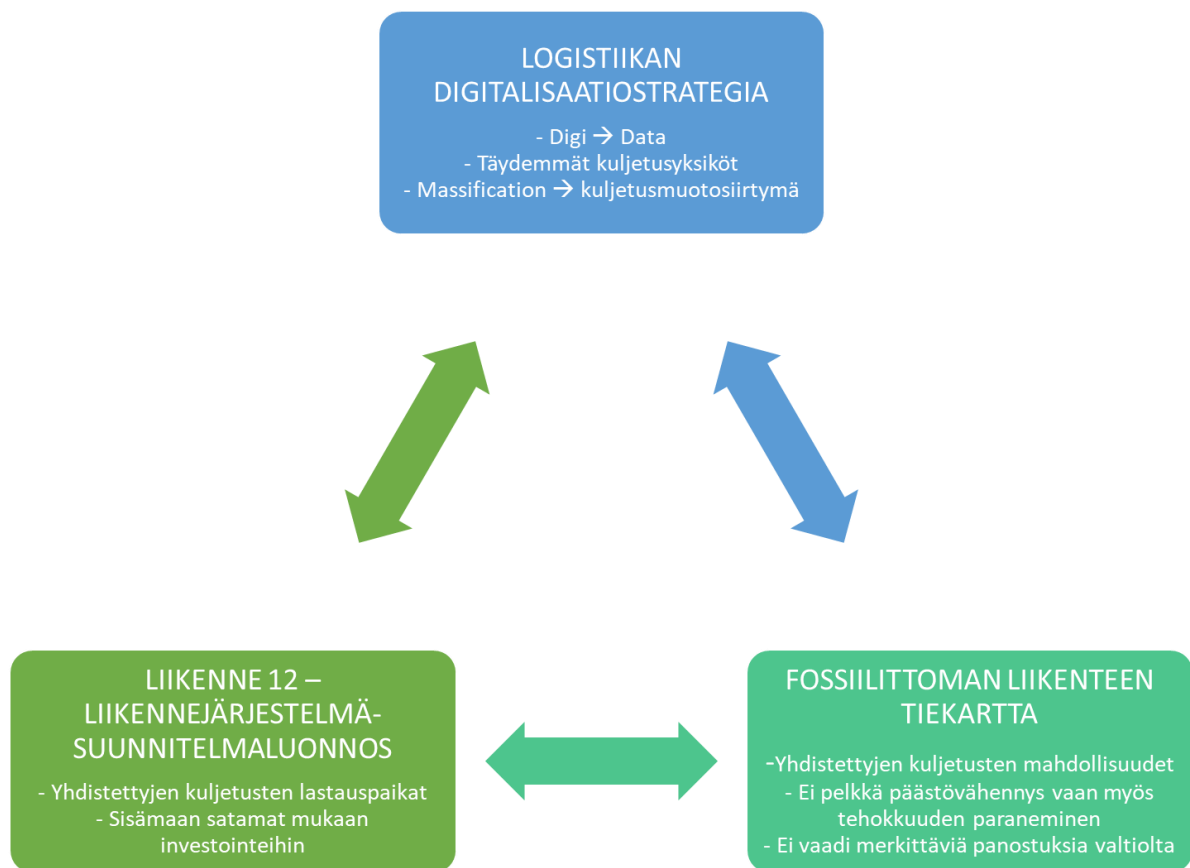 LOGISTIIKAN
DIGITALISAATIOSTRATEGIA
- Digi → Data
- Täydemmät kuljetusyksiköt
- Massification → kuljetusmuotosiirtymä
LIIKENNE 12 –
LIIKENNEJÄRJESTELMÄ-
SUUNNITELMALUONNOS
- Yhdistettyjen kuljetusten lastauspaikat
- Sisämaan satamat mukaan
investointeihin
FOSSIILITTOMAN LIIKENTEEN
TIEKARTTA
-Yhdistettyjen kuljetusten mahdollisuudet
- Ei pelkkä päästövähennys vaan myös
tehokkuuden paraneminen
- Ei vaadi merkittäviä panostuksia valtiolta